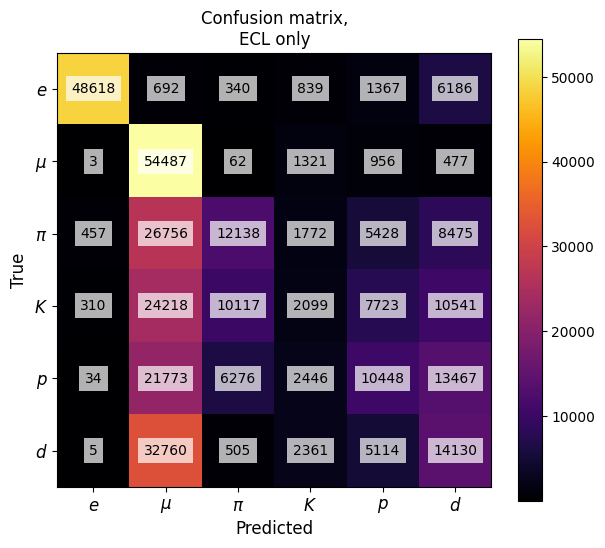 Confusion matrix,
ECL only
True
e 48618 692 340 839 1367 6186
μ 3 54487 62 1321 956 477
π 457 26756 12138 1772 5428 8475
K 310 24218 10117 2099 7723 10541
p 34 21773 6276 2446 10448 13467
d 5 32760 505 2361 5114 14130
e μ π K p d
Predicted
50000
40000
30000
20000
10000